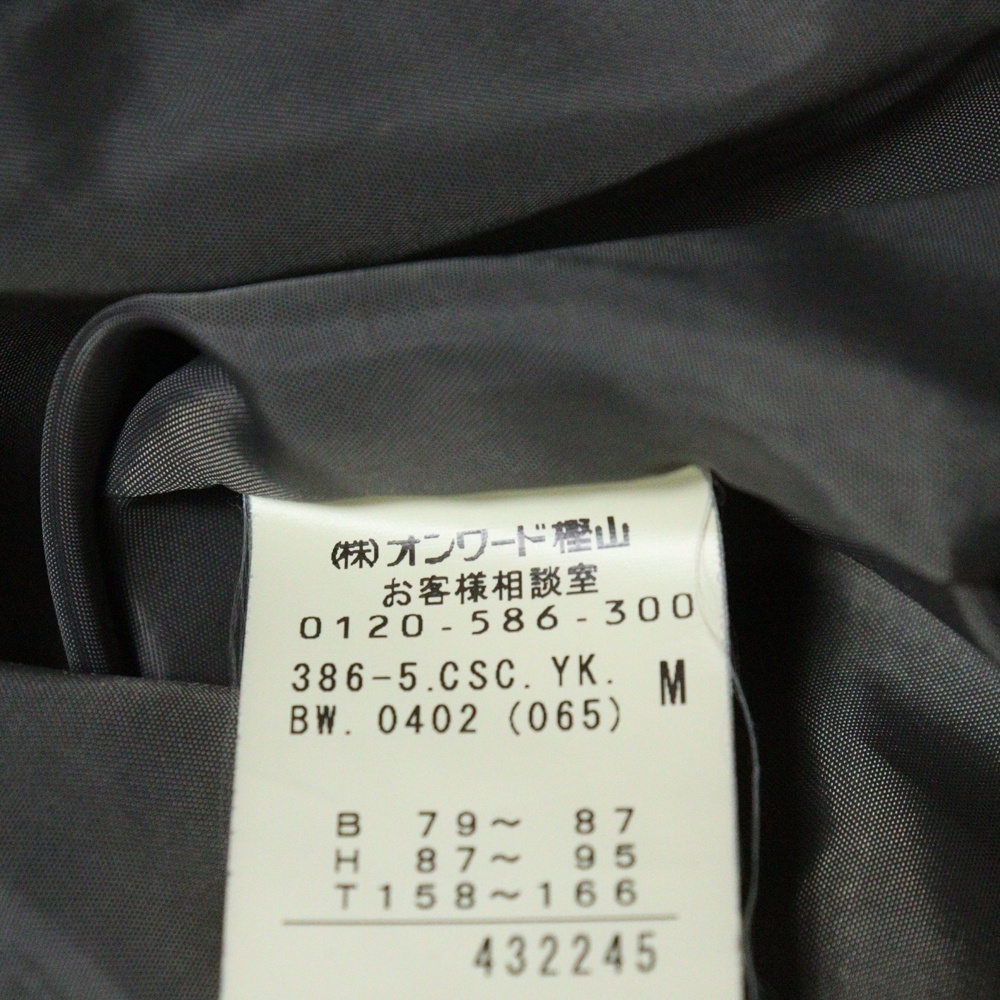 (株)オンワード樫山
お客様相談室
0120-586-300
386-5.CSC.YK. M
BW.0402(065)
B 79〜 87
H 87〜 95
T158〜166
432245